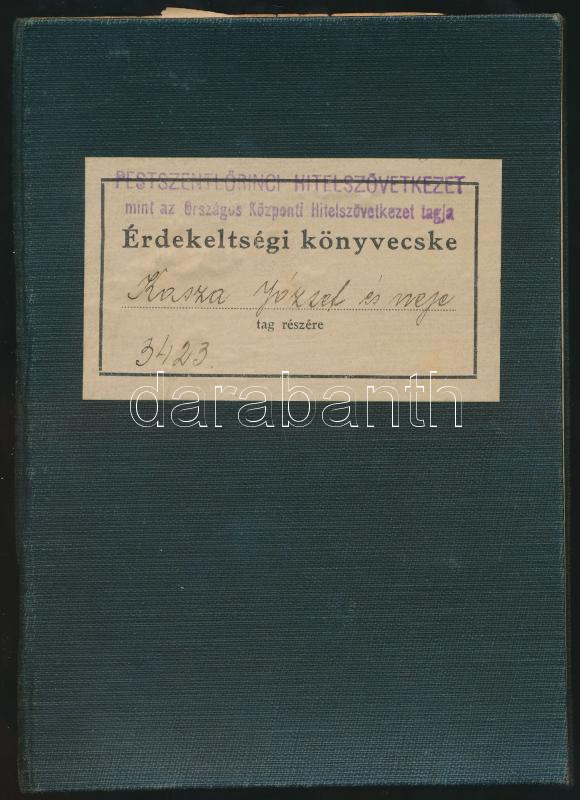 PESTSZENTLŐRINCI HITELSZÖVETKEZET
mint az Országos Központi Hitelszövetkezet tagja
Érdekeltségi könyvecske
Kasza József és neje
tag részére
3423.
darabanth